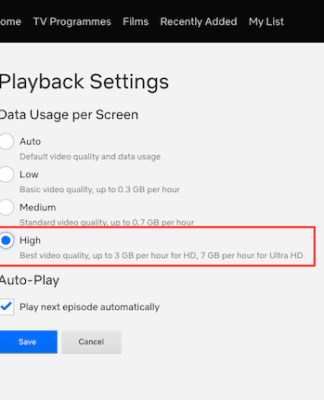 ome TV Programmes Films Recently Added My List
Playback Settings
Data Usage per Screen
Auto
Default video quality and data usage
Low
Basic video quality, up to 0.3 GB per hour
Medium
Standard video quality, up to 0.7 GB per hour
High
Best video quality, up to 3 GB per hour for HD, 7 GB per hour for Ultra HD
Auto-Play
Play next episode automatically
Save Cancel